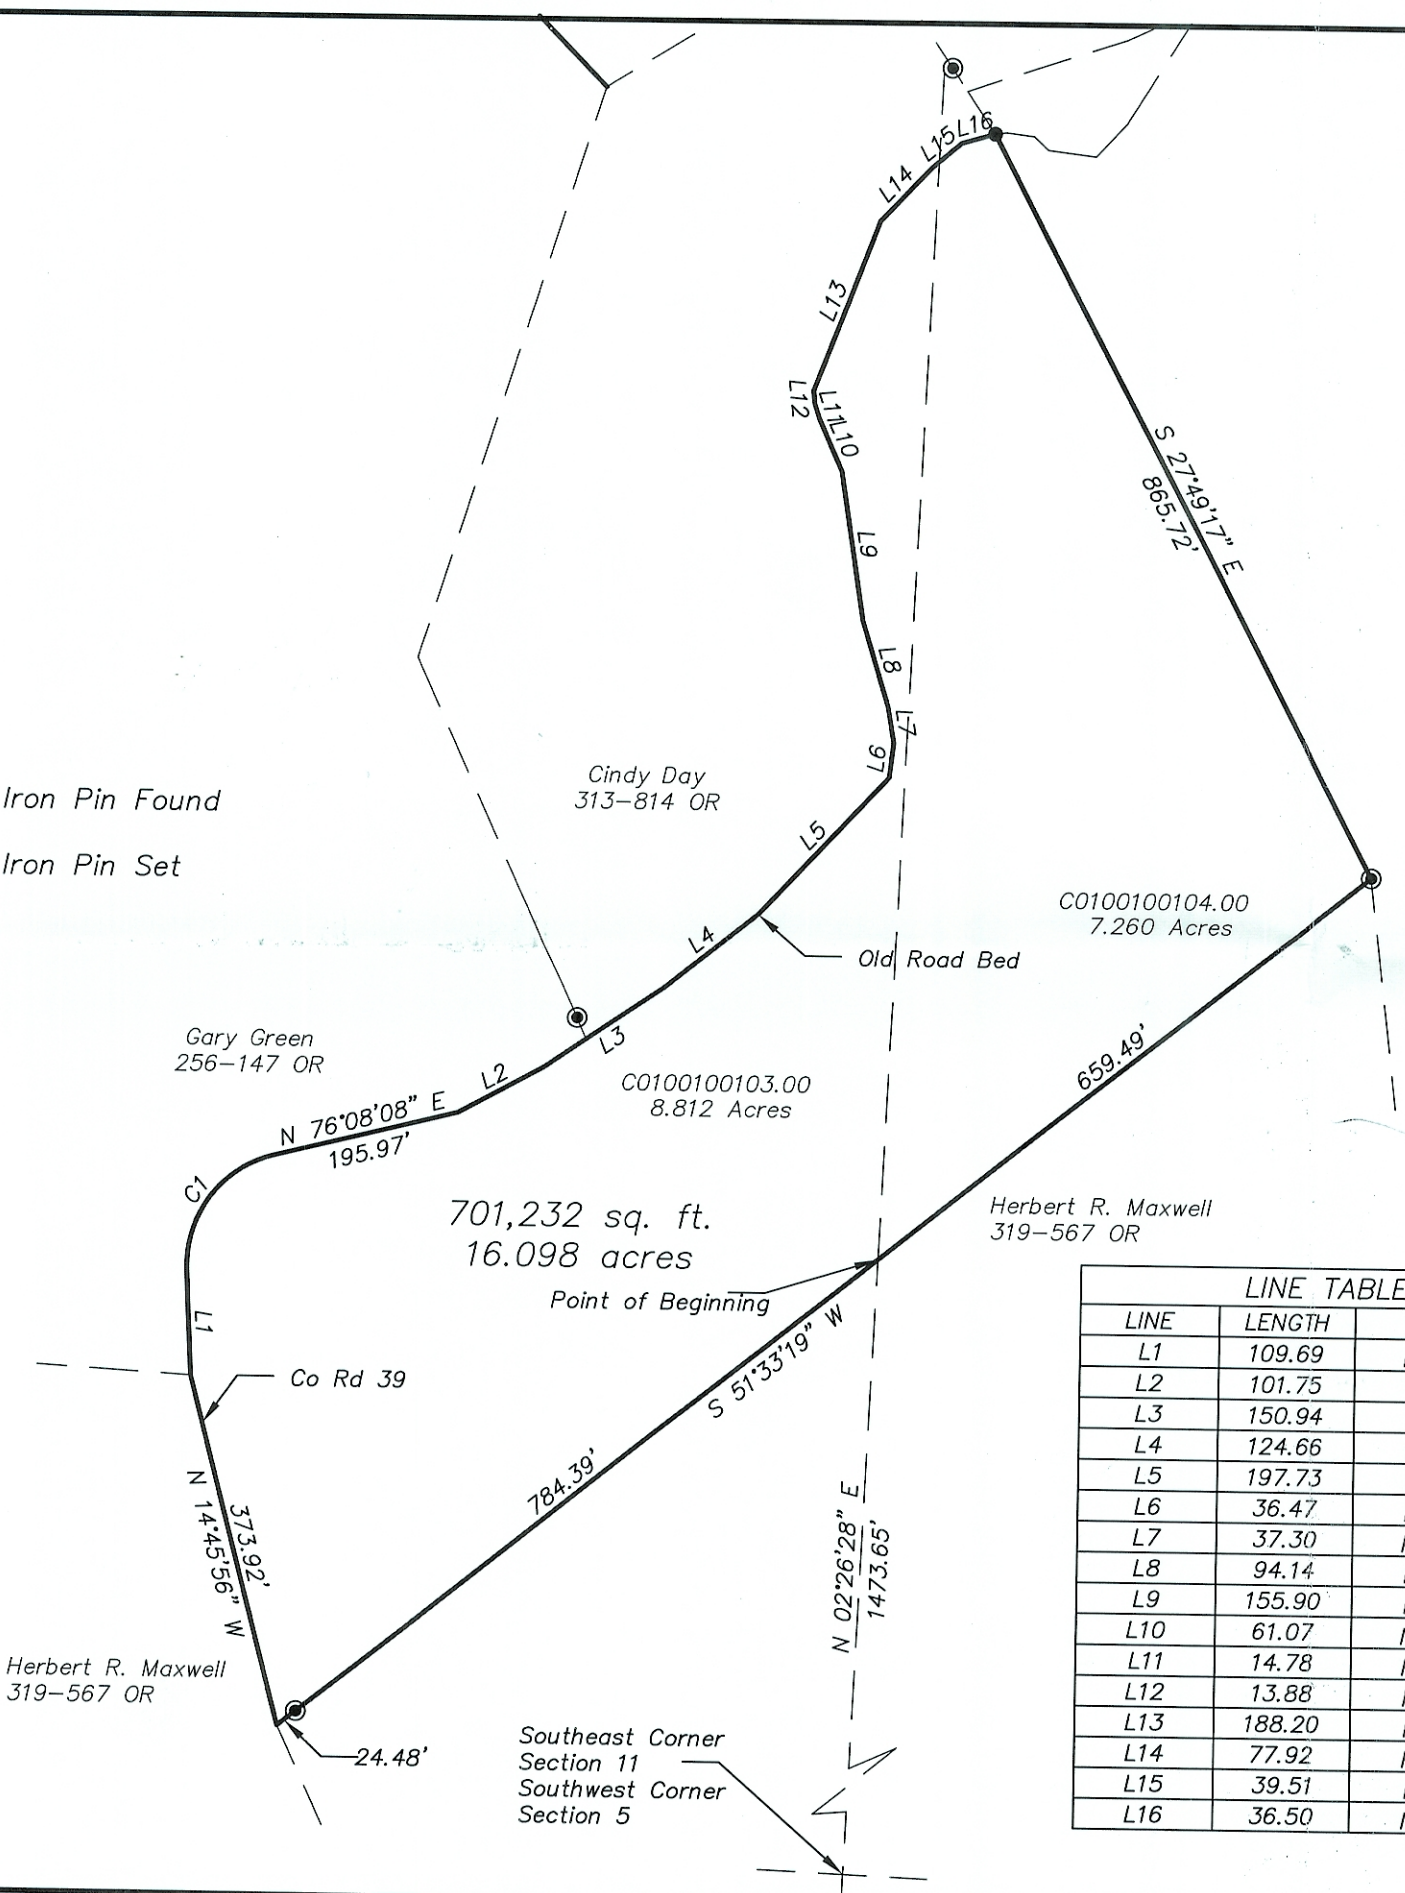 L16
L15
L14
L13
L12
L11
L10
S 27°49'17" E
865.72'
L9
L8
L7
L6
Cindy Day
313-814 OR
Iron Pin Found
Iron Pin Set
L5
C0100100104.00
7.260 Acres
L4
Old Road Bed
Gary Green
256-147 OR
L3
L2
C0100100103.00
8.812 Acres
659.49'
N 76°08'08" E
195.97'
C1
701,232 sq. ft.
16.098 acres
Herbert R. Maxwell
319-567 OR
Point of Beginning
L1
Co Rd 39
S 51°33'19" W
784.39'
N 14°45'56" W
373.92'
N 02°26'28" E
1473.65'
Herbert R. Maxwell
319-567 OR
24.48'
Southeast Corner
Section 11
Southwest Corner
Section 5
LINE TABLE
LINE LENGTH
L1 109.69
L2 101.75
L3 150.94
L4 124.66
L5 197.73
L6 36.47
L7 37.30
L8 94.14
L9 155.90
L10 61.07
L11 14.78
L12 13.88
L13 188.20
L14 77.92
L15 39.51
L16 36.50